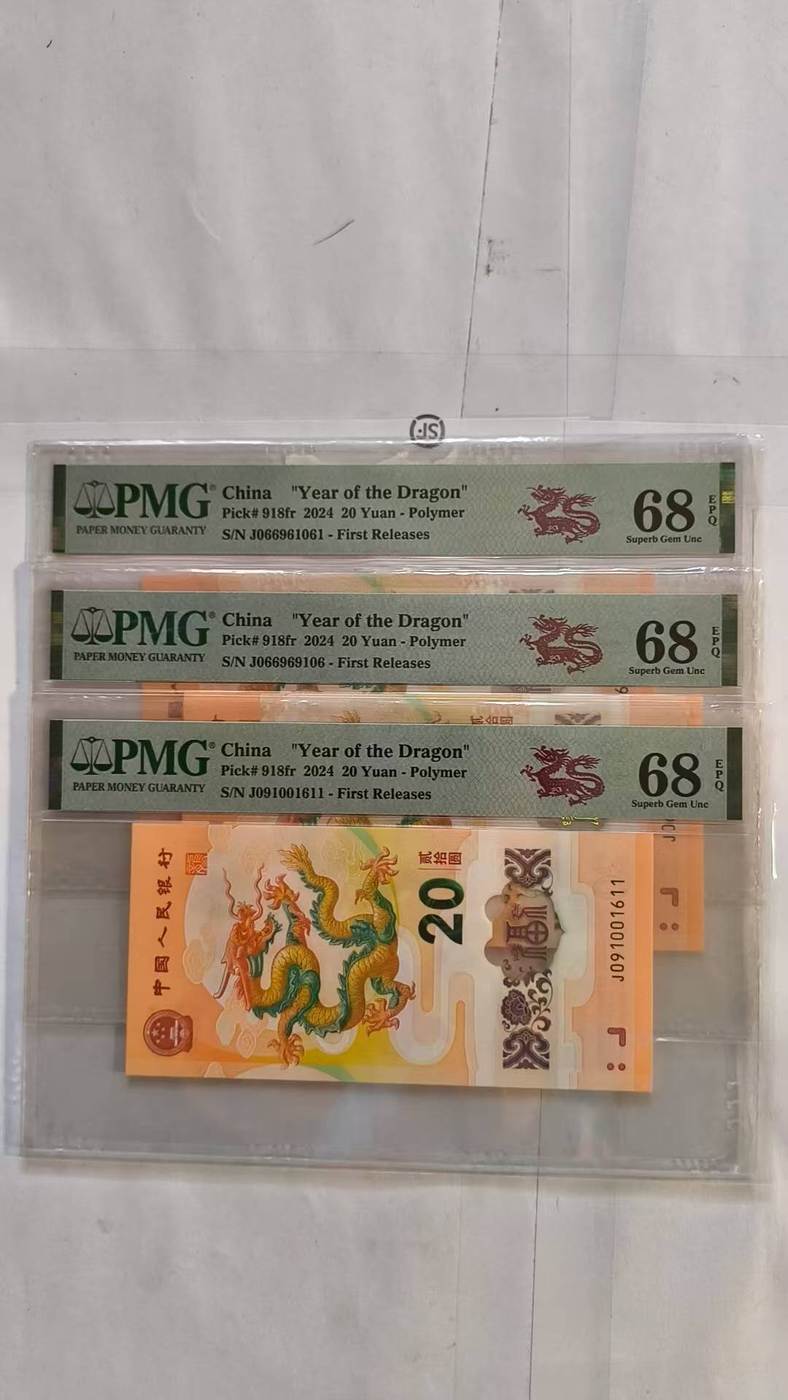 JS
PMG® China "Year of the Dragon"
PAPER MONEY GUARANTY
Pick# 918fr 2024 20 Yuan - Polymer
S/N J066961061 - First Releases
68 EPQ
Superb Gem Unc
PMG® China "Year of the Dragon"
PAPER MONEY GUARANTY
Pick# 918fr 2024 20 Yuan - Polymer
S/N J066969106 - First Releases
68 EPQ
Superb Gem Unc
贰拾圆
PMG® China "Year of the Dragon"
PAPER MONEY GUARANTY
Pick# 918fr 2024 20 Yuan - Polymer
S/N J091001611 - First Releases
68 EPQ
Superb Gem Unc
中国人民银行
贰拾圆
20
J091001611